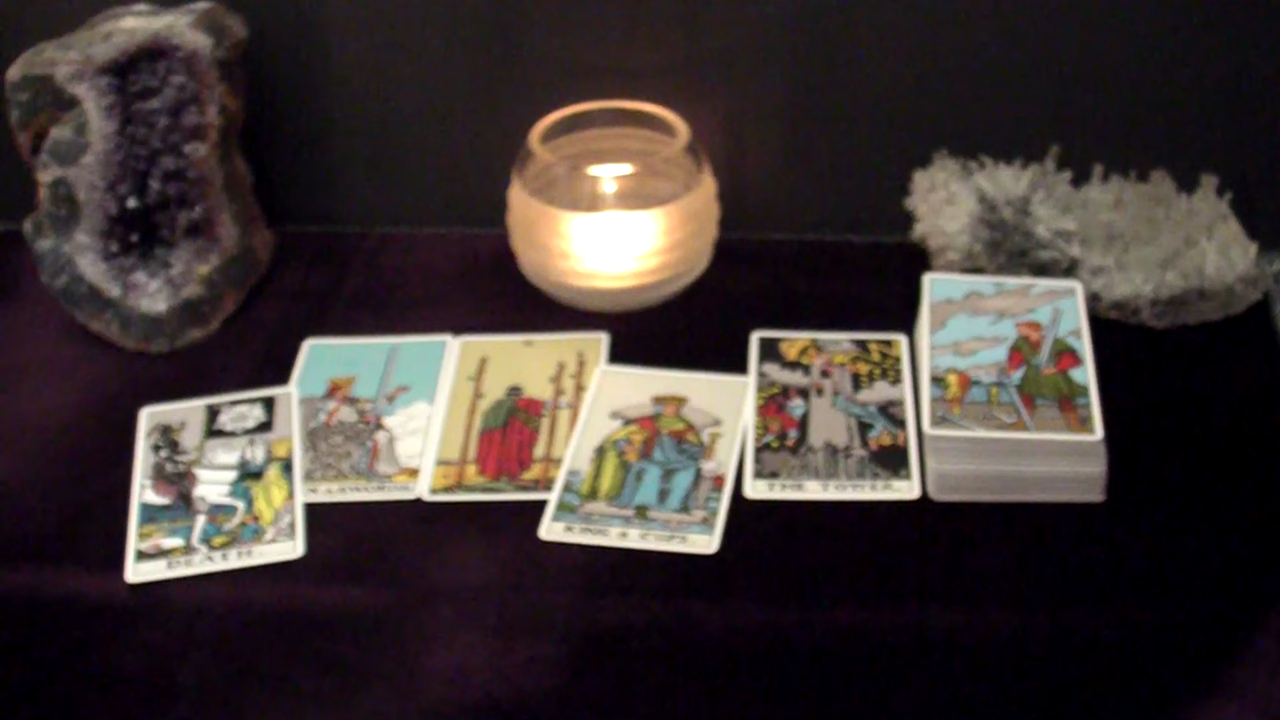 DEATH.
KING of CUPS.
THE TOWER.